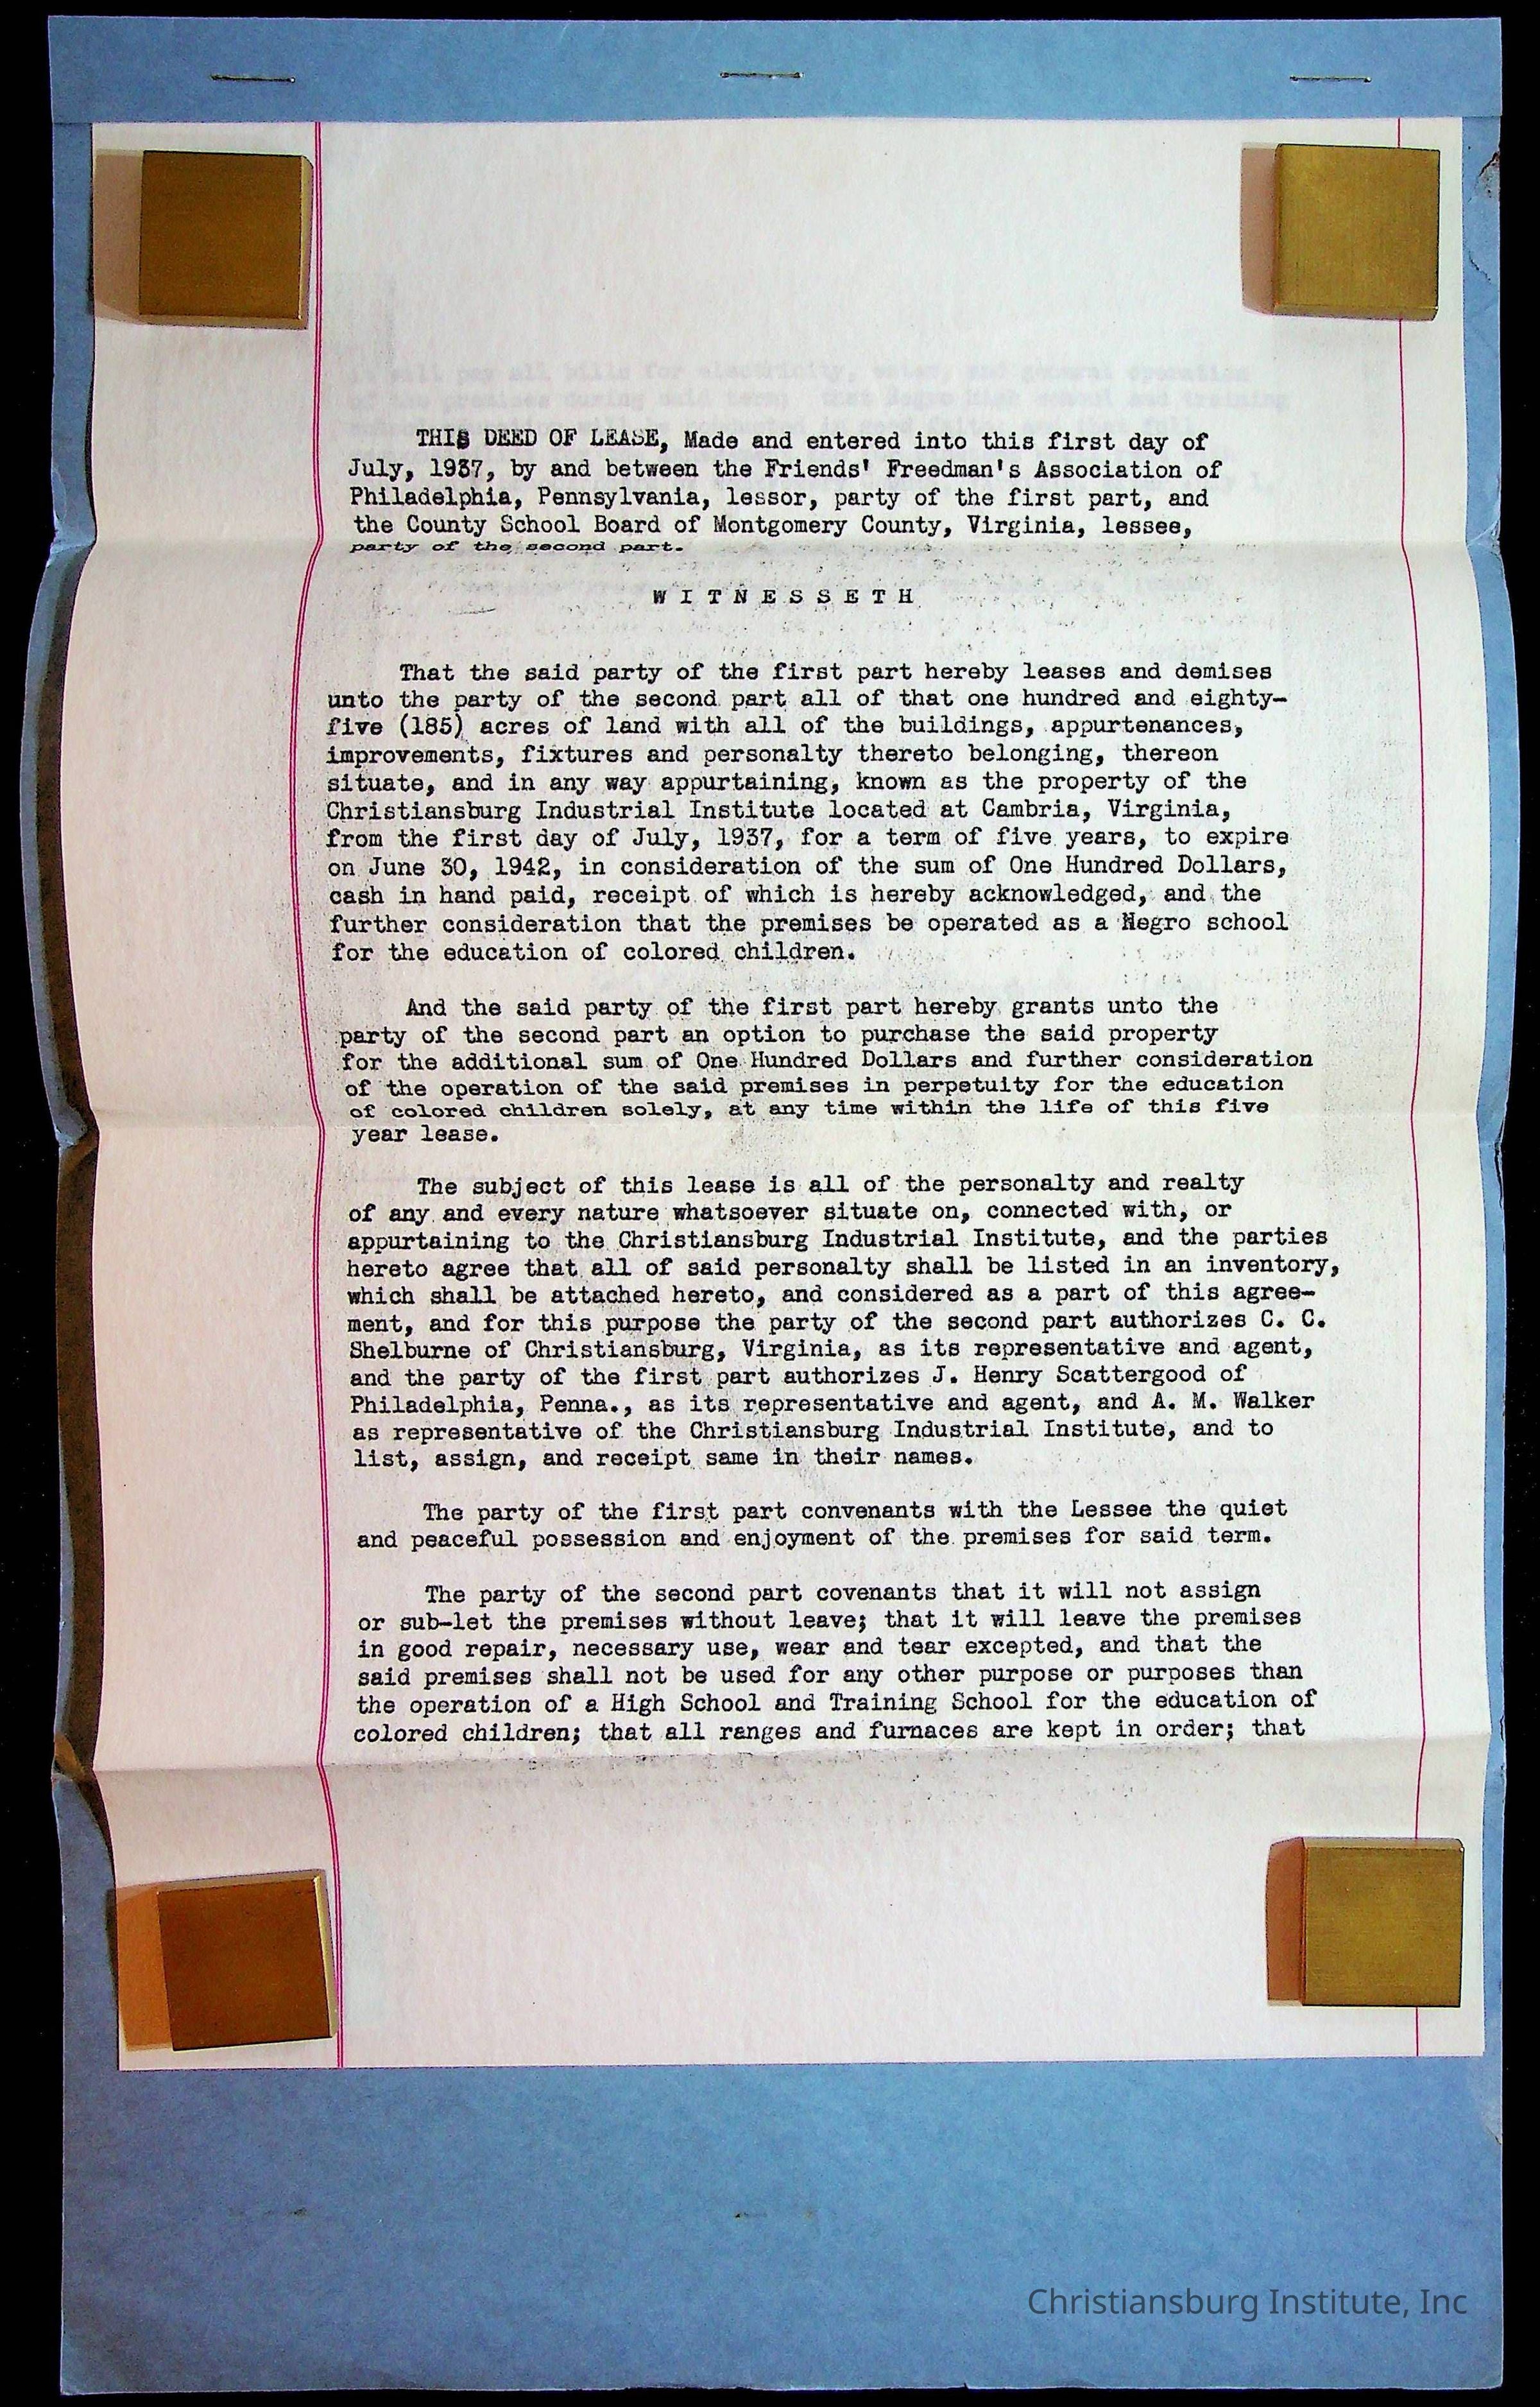 THIS DEED OF LEASE, Made and entered into this first day of
July, 1937, by and between the Friends' Freedman's Association of
Philadelphia, Pennsylvania, lessor, party of the first part, and
the County School Board of Montgomery County, Virginia, lessee,
party of the second part.
W I T N E S S E T H
That the said party of the first part hereby leases and demises
unto the party of the second part all of that one hundred and eighty-
five (185) acres of land with all of the buildings, appurtenances,
improvements, fixtures and personalty thereto belonging, thereon
situate, and in any way appurtaining, known as the property of the
Christiansburg Industrial Institute located at Cambria, Virginia,
from the first day of July, 1937, for a term of five years, to expire
on June 30, 1942, in consideration of the sum of One Hundred Dollars,
cash in hand paid, receipt of which is hereby acknowledged, and the
further consideration that the premises be operated as a Negro school
for the education of colored children.
And the said party of the first part hereby grants unto the
party of the second part an option to purchase the said property
for the additional sum of One Hundred Dollars and further consideration
of the operation of the said premises in perpetuity for the education
of colored children solely, at any time within the life of this five
year lease.
The subject of this lease is all of the personalty and realty
of any and every nature whatsoever situate on, connected with, or
appurtaining to the Christiansburg Industrial Institute, and the parties
hereto agree that all of said personalty shall be listed in an inventory,
which shall be attached hereto, and considered as a part of this agree-
ment, and for this purpose the party of the second part authorizes C. C.
Shelburne of Christiansburg, Virginia, as its representative and agent,
and the party of the first part authorizes J. Henry Scattergood of
Philadelphia, Penna., as its representative and agent, and A. M. Walker
as representative of the Christiansburg Industrial Institute, and to
list, assign, and receipt same in their names.
The party of the first part convenants with the Lessee the quiet
and peaceful possession and enjoyment of the premises for said term.
The party of the second part covenants that it will not assign
or sub-let the premises without leave; that it will leave the premises
in good repair, necessary use, wear and tear excepted, and that the
said premises shall not be used for any other purpose or purposes than
the operation of a High School and Training School for the education of
colored children; that all ranges and furnaces are kept in order; that
Christiansburg Institute, Inc